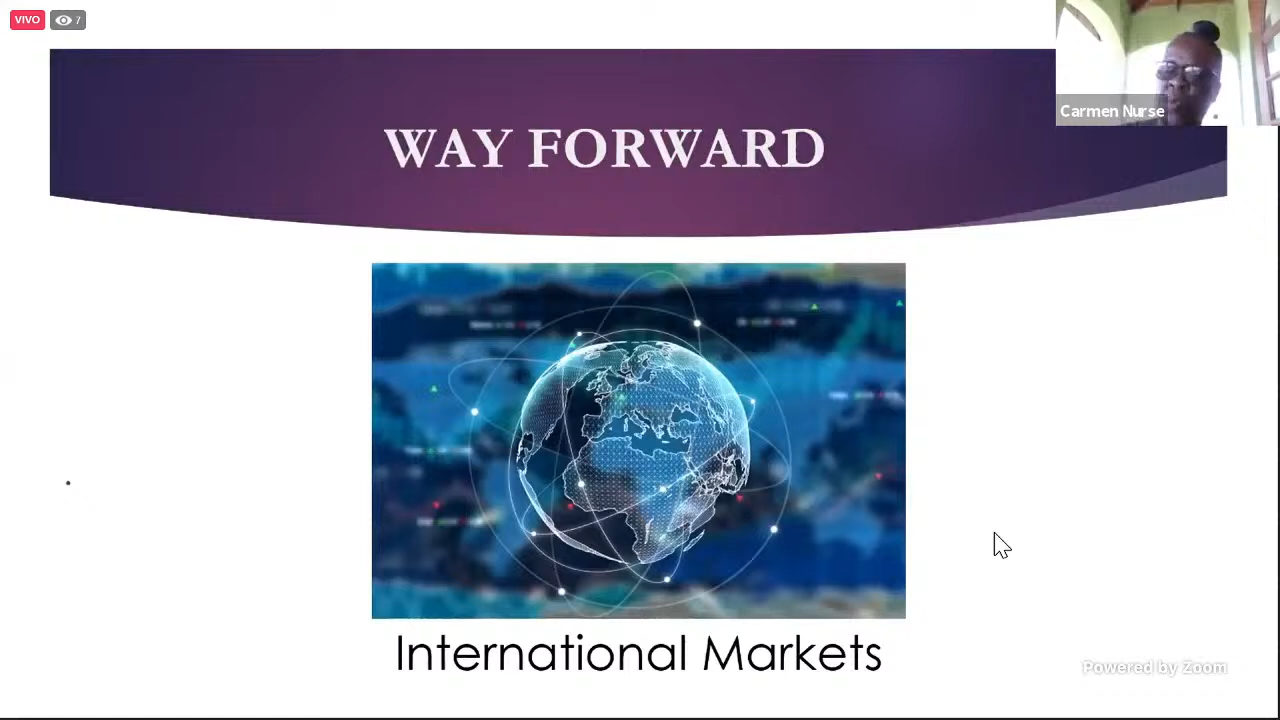 VIVO
7
Carmen Nurse
WAY FORWARD
International Markets
Powered by Zoom